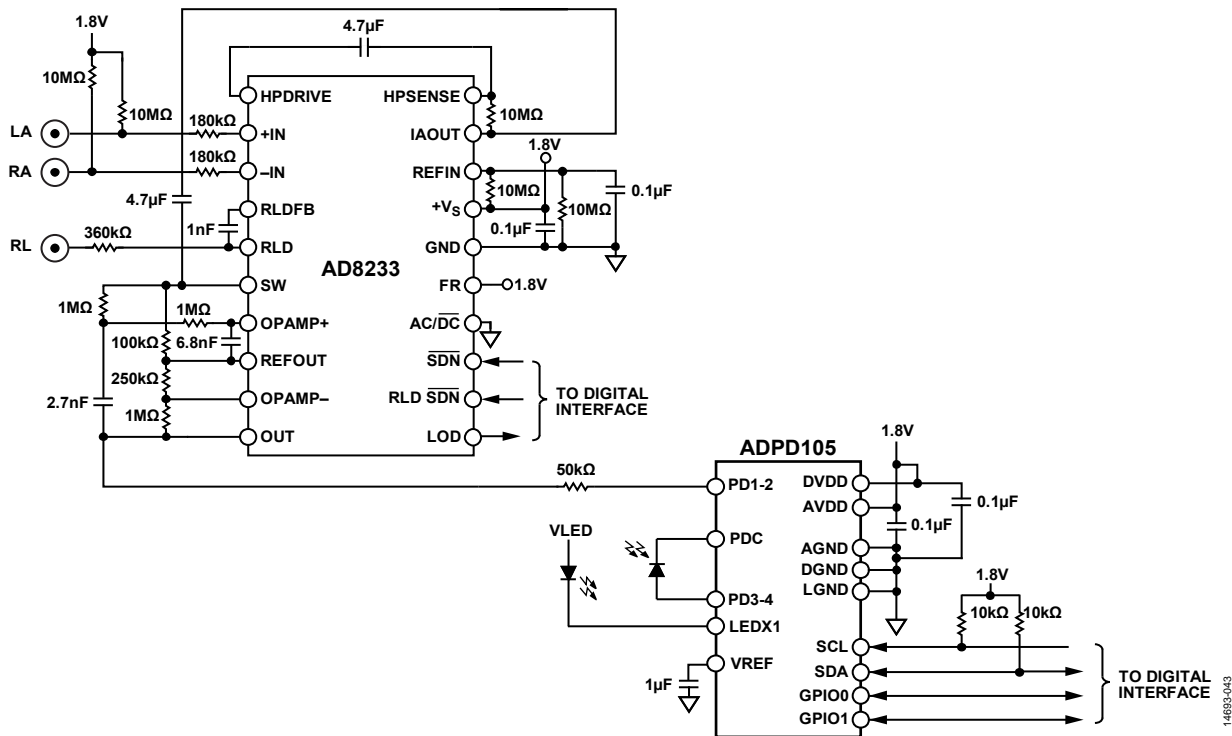 1.8V
4.7µF
10MΩ
10MΩ
HPDRIVE
HPSENSE
10MΩ
LA
180kΩ
+IN
IAOUT
1.8V
RA
180kΩ
–IN
REFIN
10MΩ
0.1µF
4.7µF
RLDFB
+VS
10MΩ
1nF
0.1µF
RL
360kΩ
RLD
GND
AD8233
SW
FR
1.8V
1MΩ
1MΩ
OPAMP+
AC/DC
100kΩ
6.8nF
REFOUT
SDN
250kΩ
2.7nF
OPAMP–
RLD SDN
TO DIGITAL
INTERFACE
1MΩ
OUT
LOD
ADPD105
1.8V
50kΩ
PD1-2
DVDD
0.1µF
AVDD
0.1µF
VLED
PDC
AGND
DGND
LGND
PD3-4
1.8V
LEDX1
10kΩ
10kΩ
SCL
VREF
SDA
1µF
GPIO0
TO DIGITAL
INTERFACE
GPIO1
14693-043